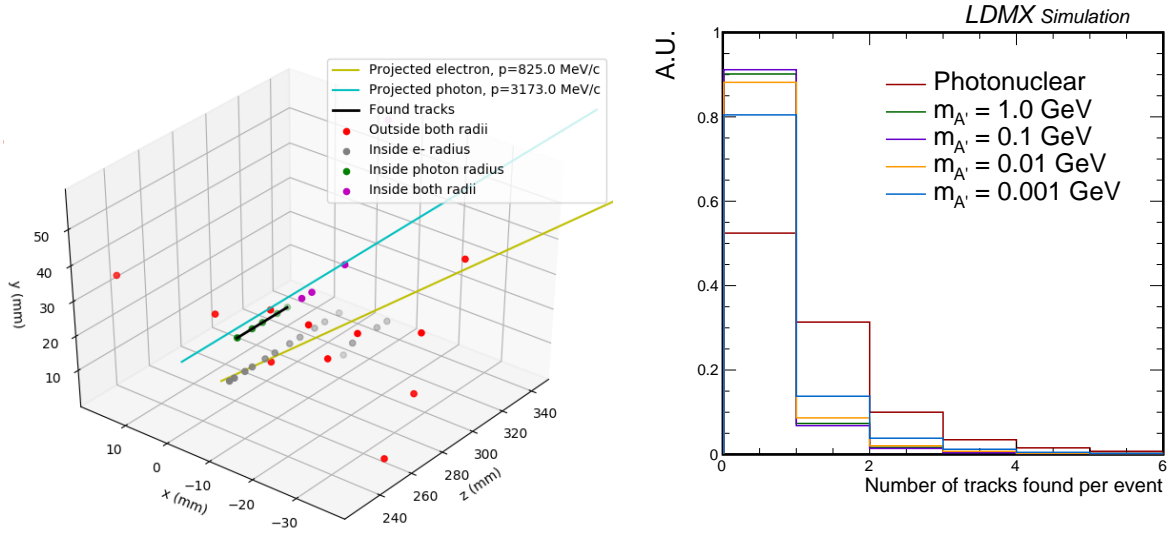 Projected electron, p=825.0 MeV/c
Projected photon, p=3173.0 MeV/c
Found tracks
Outside both radii
Inside e- radius
Inside photon radius
Inside both radii
50
40
30
20
10
y (mm)
10
0
−10
−20
−30
x (mm)
240
260
280
300
320
340
z (mm)
LDMX Simulation
A.U.
1
0.8
0.6
0.4
0.2
0
Photonuclear
mA' = 1.0 GeV
mA' = 0.1 GeV
mA' = 0.01 GeV
mA' = 0.001 GeV
0 2 4 6
Number of tracks found per event